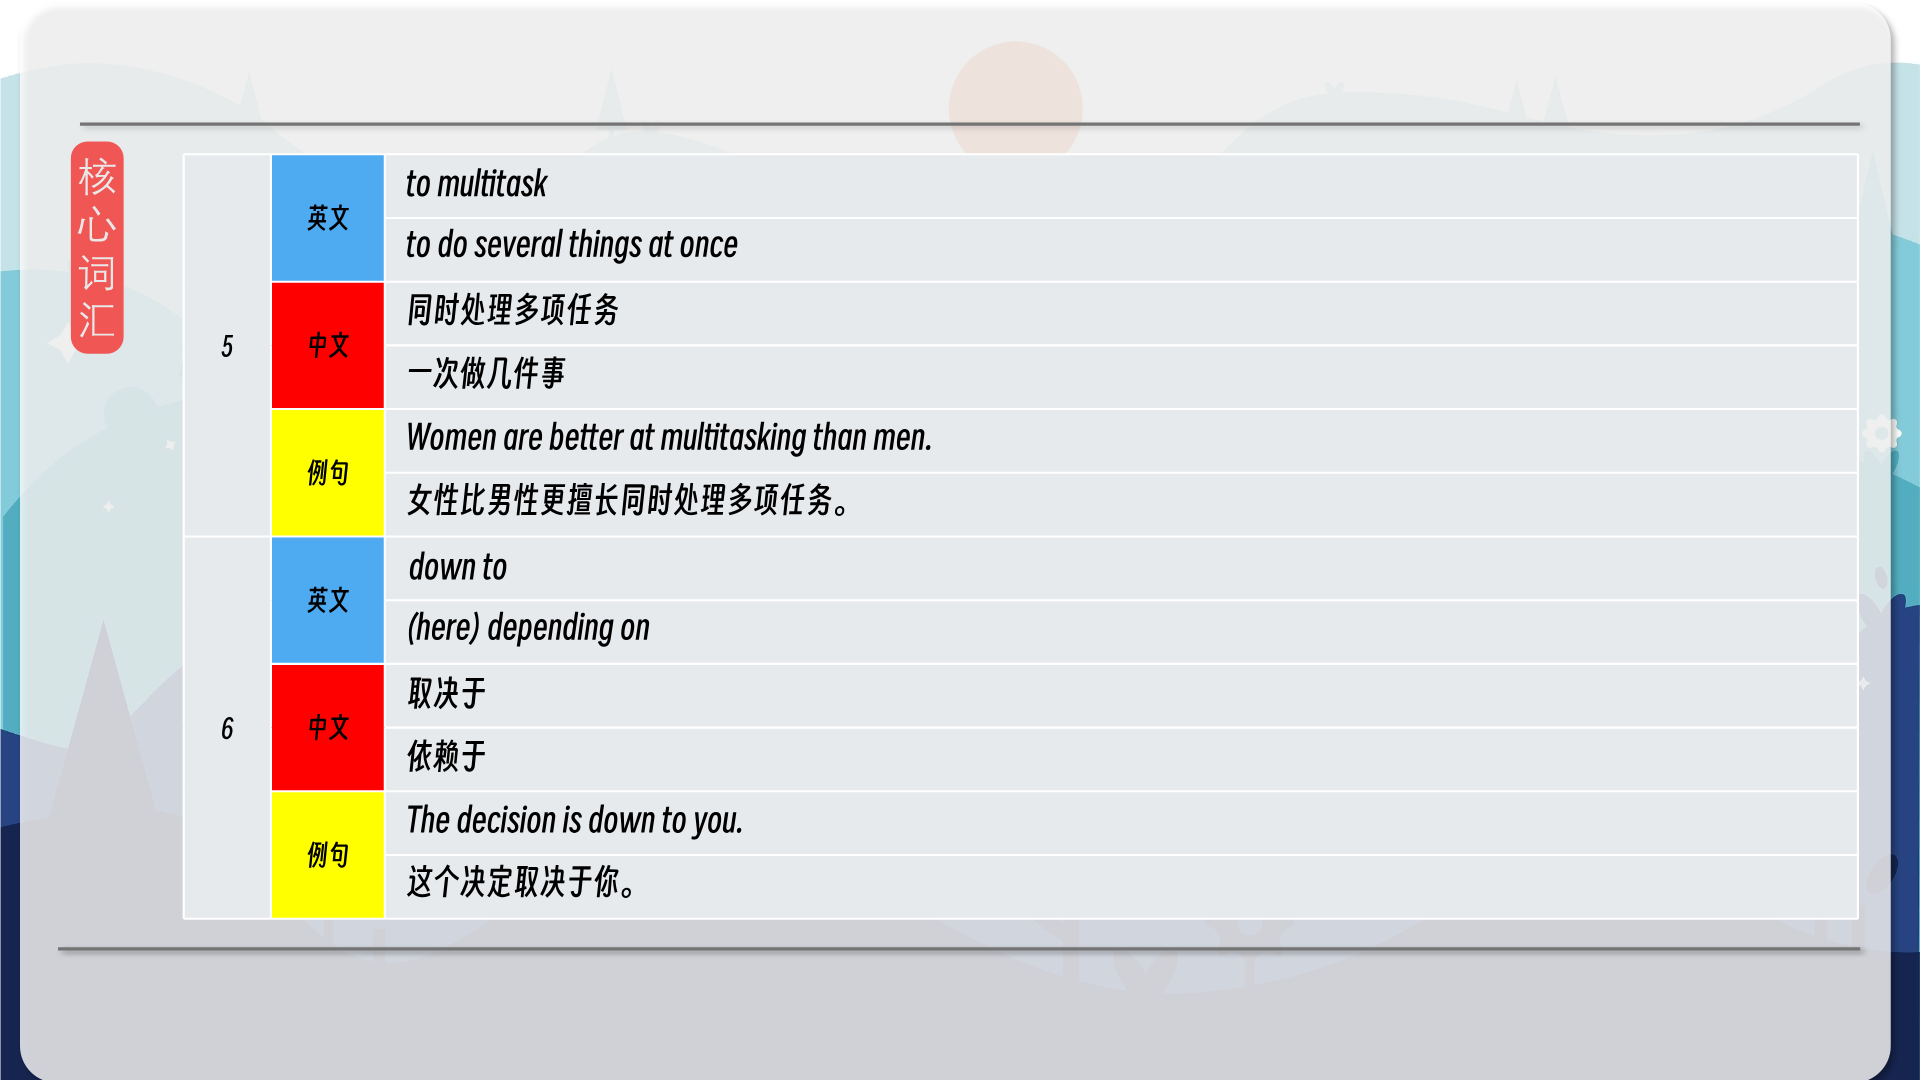 核心词汇
5
英文
to multitask
to do several things at once
中文
同时处理多项任务
一次做几件事
例句
Women are better at multitasking than men.
女性比男性更擅长同时处理多项任务。
6
英文
down to
(here) depending on
中文
取决于
依赖于
例句
The decision is down to you.
这个决定取决于你。